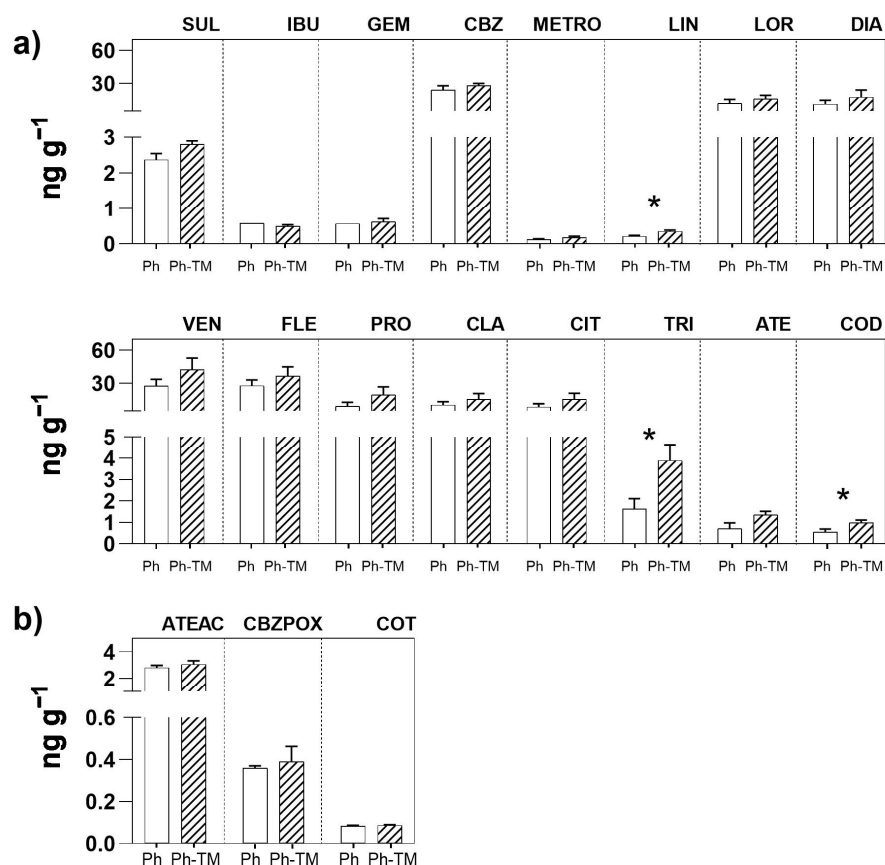 a)
SUL IBU GEM CBZ METRO LIN LOR DIA
60
30
3
2
1
0
ng g⁻¹
*
Ph Ph-TM Ph Ph-TM Ph Ph-TM Ph Ph-TM Ph Ph-TM Ph Ph-TM Ph Ph-TM Ph Ph-TM
VEN FLE PRO CLA CIT TRI ATE COD
60
30
5
4
3
2
1
0
ng g⁻¹
* *
Ph Ph-TM Ph Ph-TM Ph Ph-TM Ph Ph-TM Ph Ph-TM Ph Ph-TM Ph Ph-TM Ph Ph-TM
b)
ATEAC CBZPOX COT
4
2
0.6
0.4
0.2
0.0
ng g⁻¹
Ph Ph-TM Ph Ph-TM Ph Ph-TM